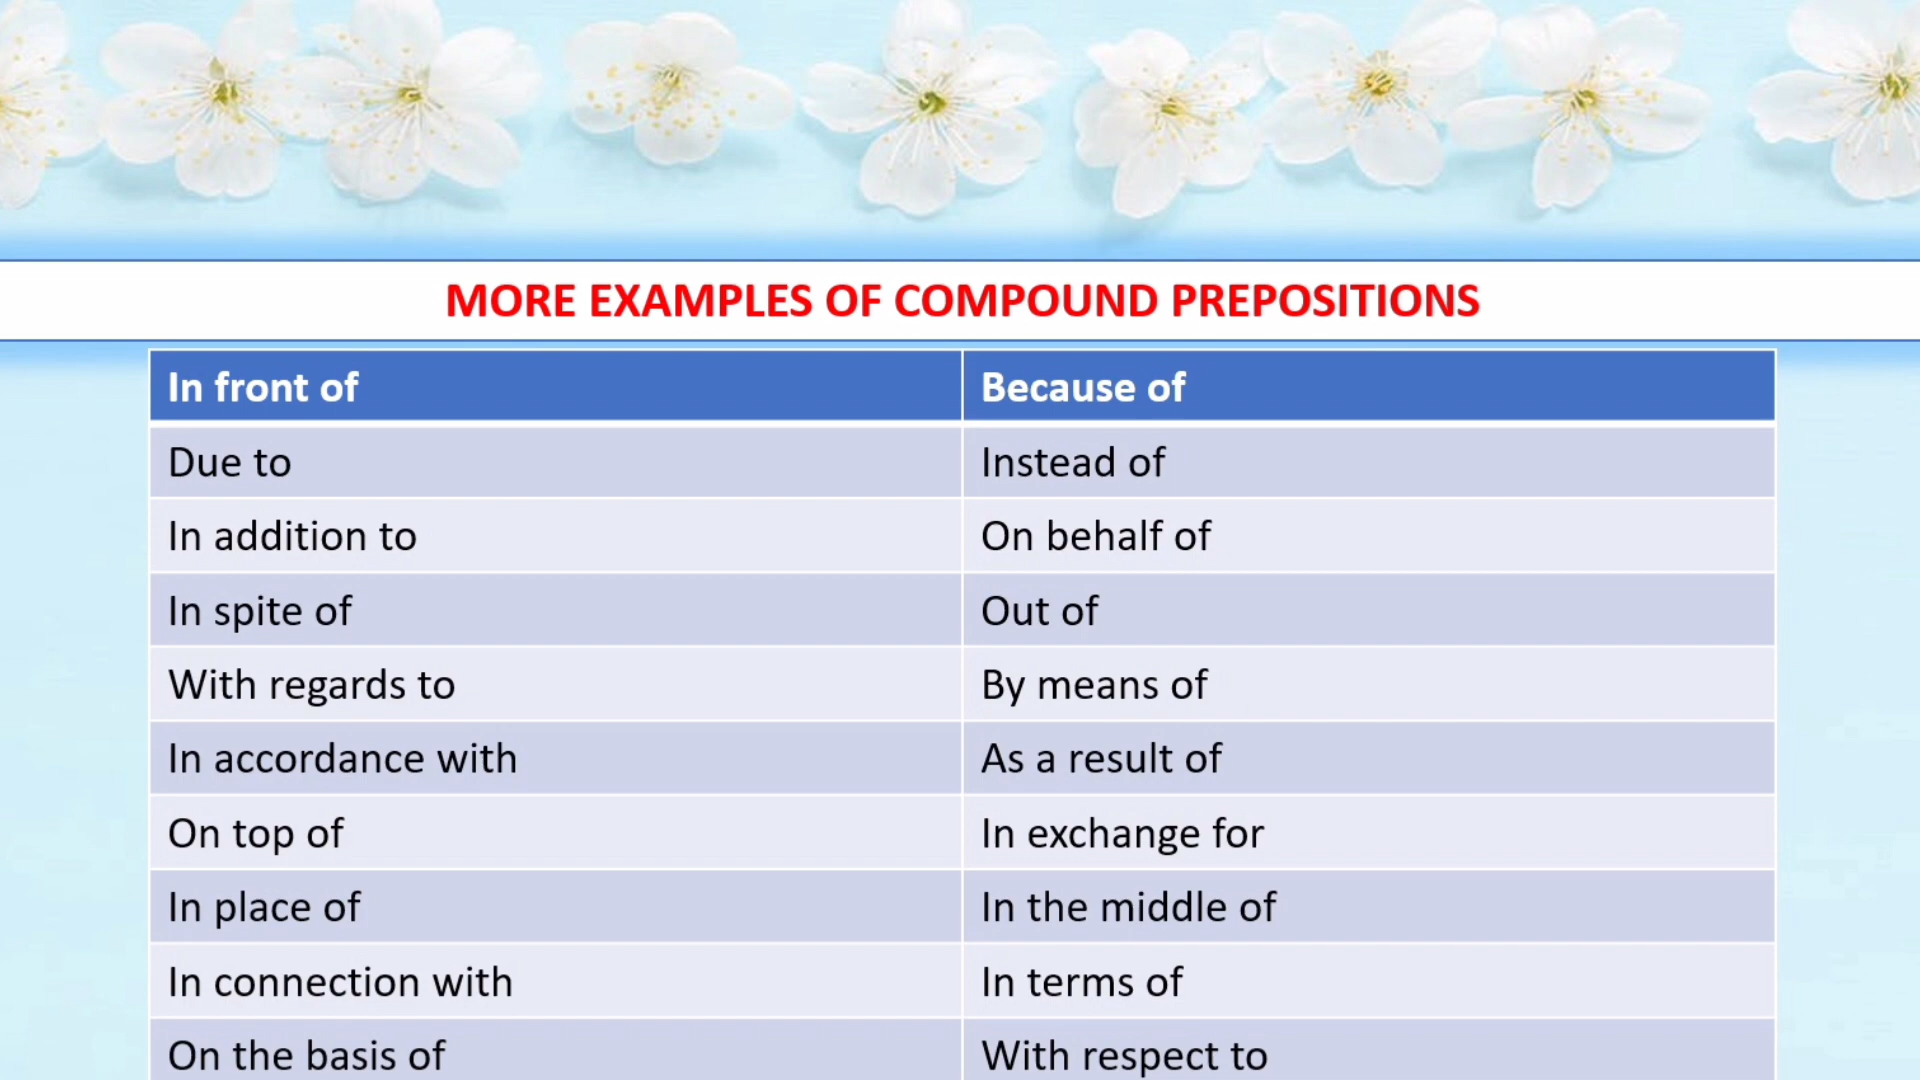 MORE EXAMPLES OF COMPOUND PREPOSITIONS
In front of Because of
Due to Instead of
In addition to On behalf of
In spite of Out of
With regards to By means of
In accordance with As a result of
On top of In exchange for
In place of In the middle of
In connection with In terms of
On the basis of With respect to